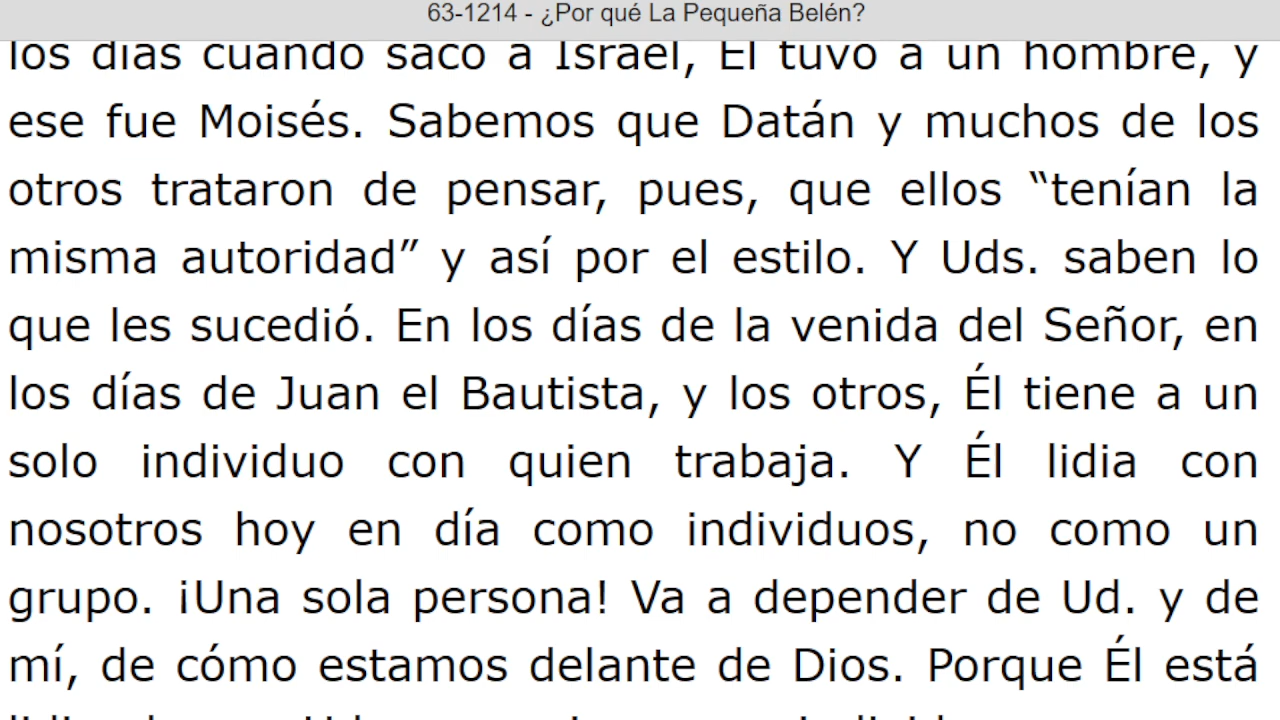 63-1214 - ¿Por qué La Pequeña Belén?
los días cuando sacó a Israel, Él tuvo a un hombre, y
ese fue Moisés. Sabemos que Datán y muchos de los
otros trataron de pensar, pues, que ellos “tenían la
misma autoridad” y así por el estilo. Y Uds. saben lo
que les sucedió. En los días de la venida del Señor, en
los días de Juan el Bautista, y los otros, Él tiene a un
solo individuo con quien trabaja. Y Él lidia con
nosotros hoy en día como individuos, no como un
grupo. ¡Una sola persona! Va a depender de Ud. y de
mí, de cómo estamos delante de Dios. Porque Él está